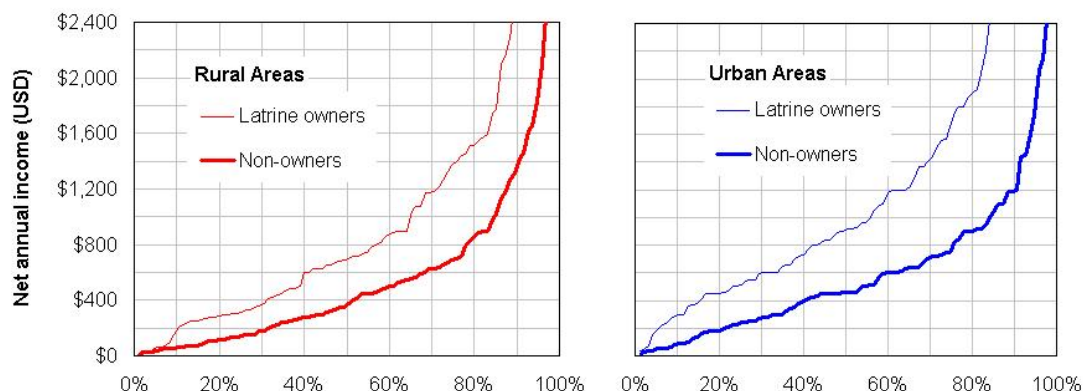 Net annual income (USD)
$2,400
$2,000
$1,600
$1,200
$800
$400
$0
Rural Areas
Latrine owners
Non-owners
0% 20% 40% 60% 80% 100%
Urban Areas
Latrine owners
Non-owners
0% 20% 40% 60% 80% 100%